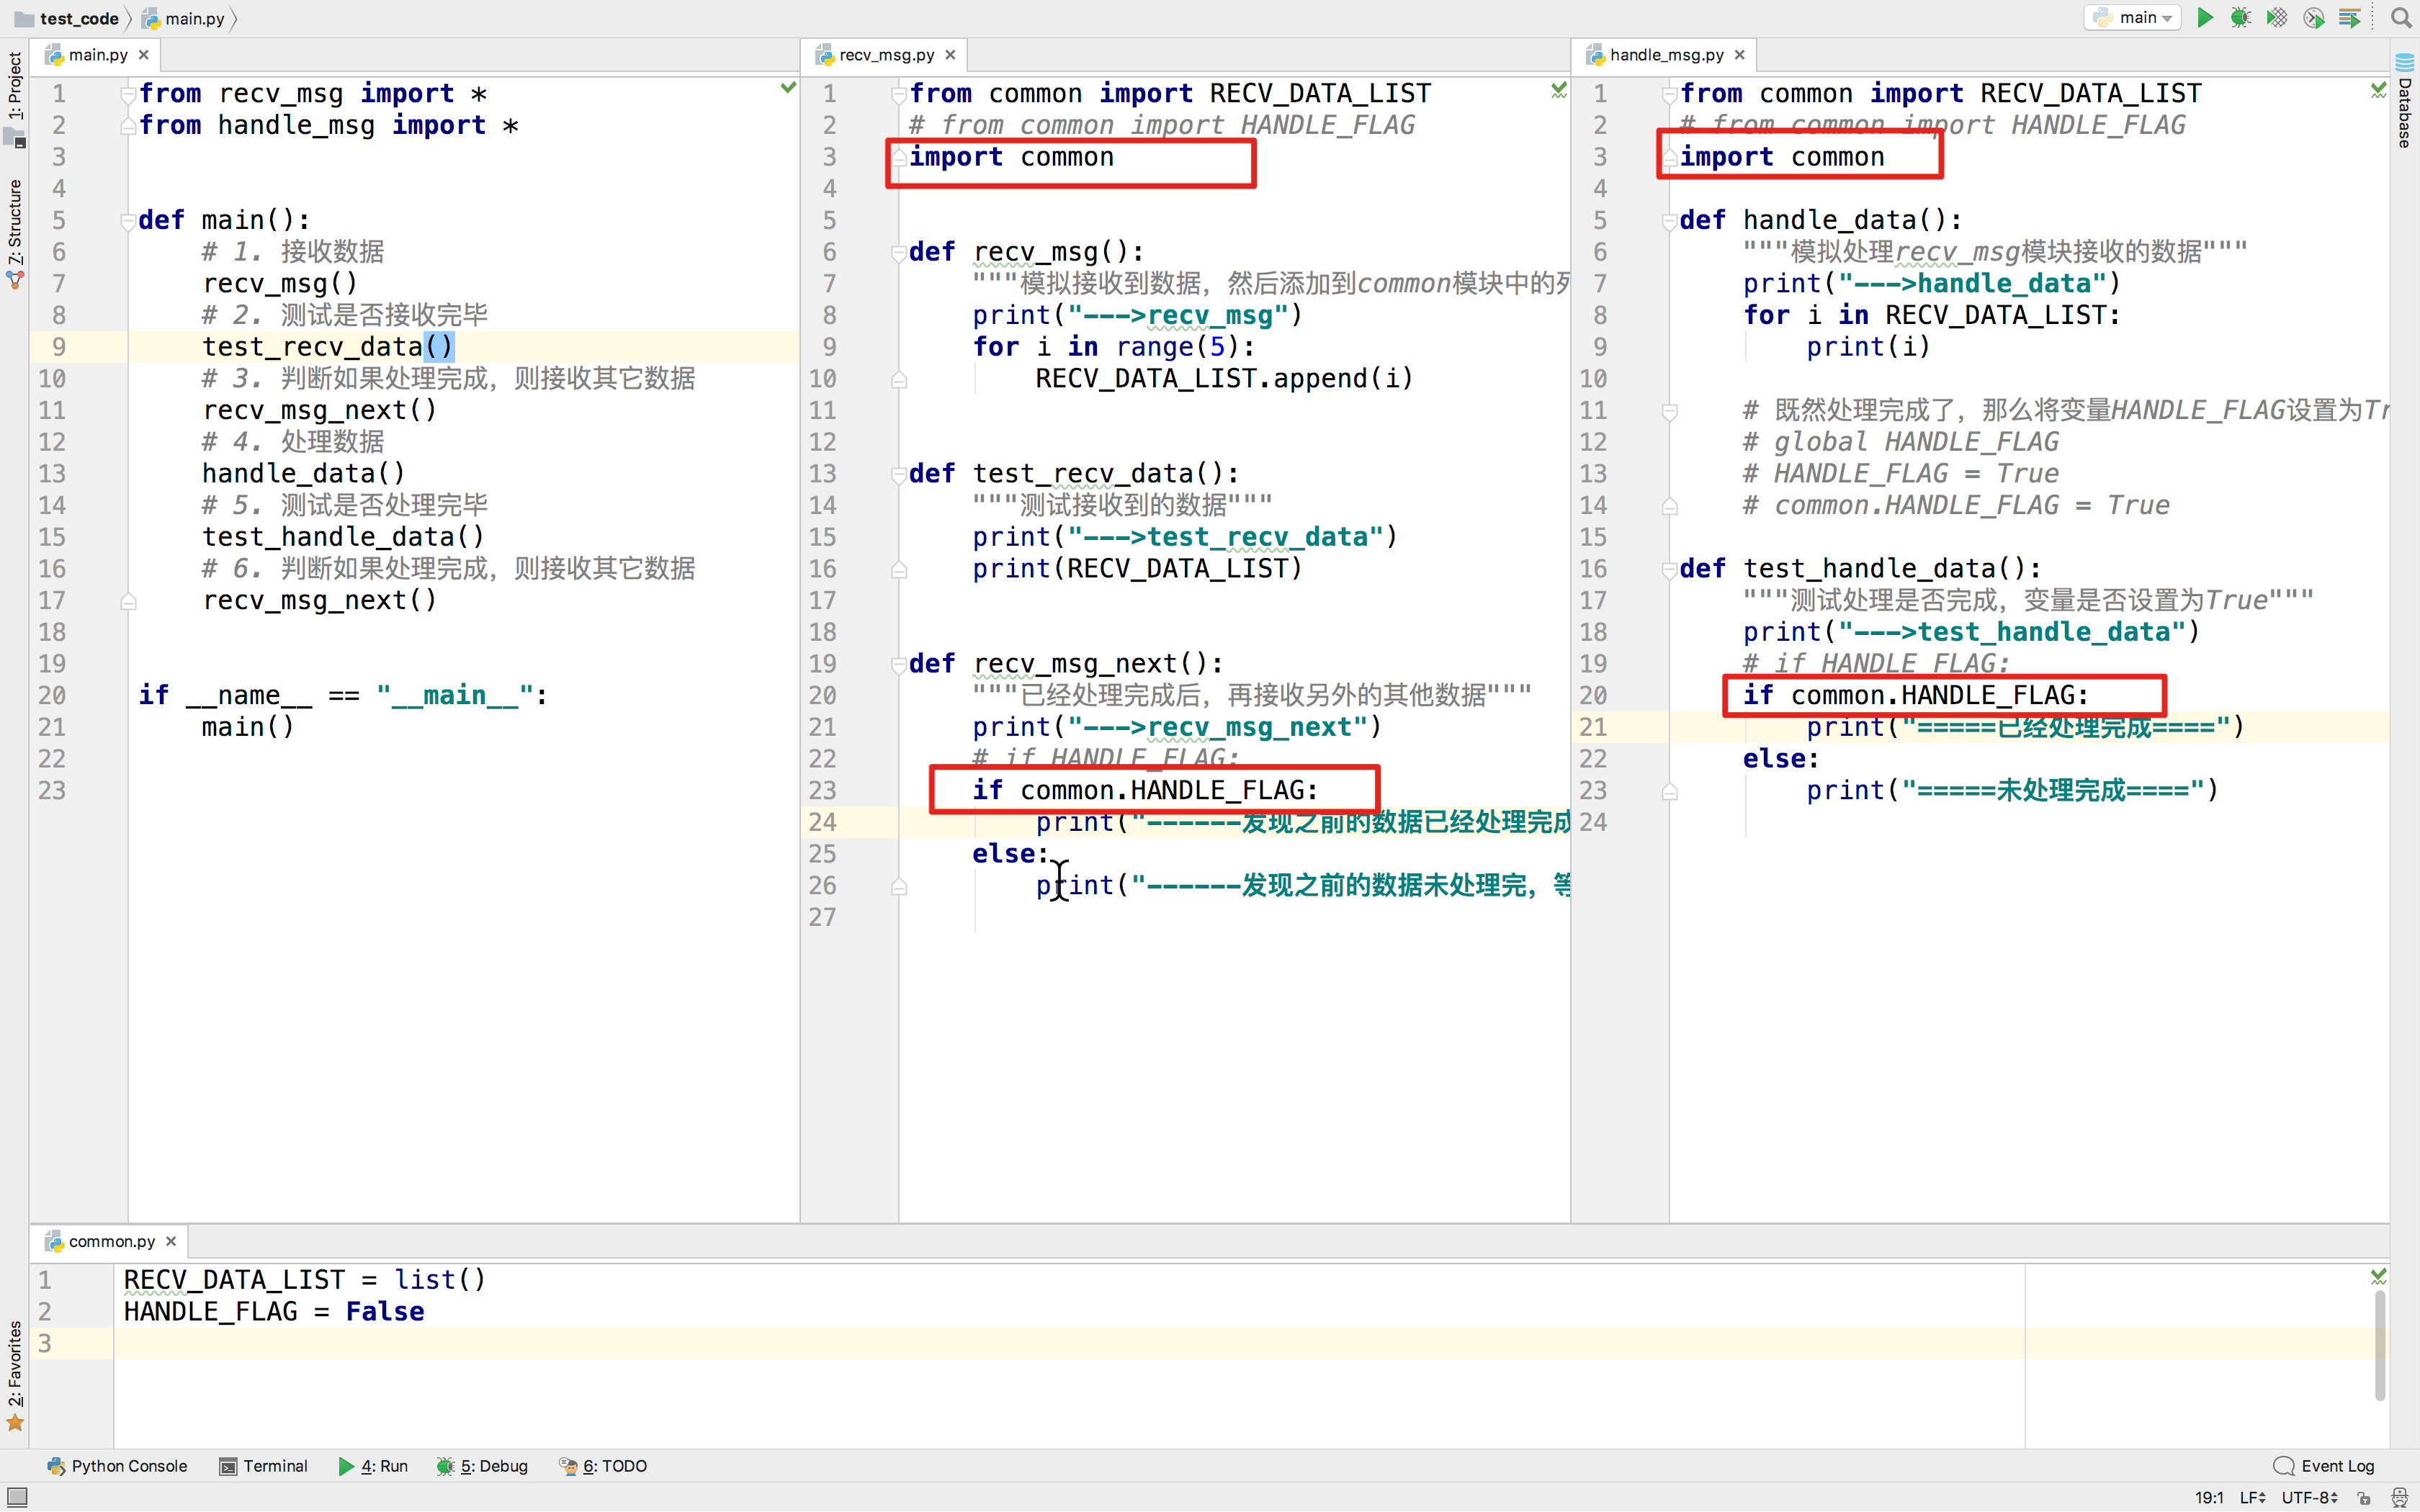 test_code
main.py
main
1: Project
7: Structure
2: Favorites
Database
main.py
1 from recv_msg import *
2 from handle_msg import *
3
4
5 def main():
6 # 1. 接收数据
7 recv_msg()
8 # 2. 测试是否接收完毕
9 test_recv_data()
10 # 3. 判断如果处理完成，则接收其它数据
11 recv_msg_next()
12 # 4. 处理数据
13 handle_data()
14 # 5. 测试是否处理完毕
15 test_handle_data()
16 # 6. 判断如果处理完成，则接收其它数据
17 recv_msg_next()
18
19
20 if __name__ == "__main__":
21 main()
22
23
recv_msg.py
1 from common import RECV_DATA_LIST
2 # from common import HANDLE_FLAG
3 import common
4
5
6 def recv_msg():
7 """模拟接收到数据，然后添加到common模块中的列
8 print("--->recv_msg")
9 for i in range(5):
10 RECV_DATA_LIST.append(i)
11
12
13 def test_recv_data():
14 """测试接收到的数据"""
15 print("--->test_recv_data")
16 print(RECV_DATA_LIST)
17
18
19 def recv_msg_next():
20 """已经处理完成后，再接收另外的其他数据"""
21 print("--->recv_msg_next")
22 # if HANDLE_FLAG:
23 if common.HANDLE_FLAG:
24 print("------发现之前的数据已经处理完成
25 else:
26 print("------发现之前的数据未处理完，等
27
handle_msg.py
1 from common import RECV_DATA_LIST
2 # from common import HANDLE_FLAG
3 import common
4
5 def handle_data():
6 """模拟处理recv_msg模块接收的数据"""
7 print("--->handle_data")
8 for i in RECV_DATA_LIST:
9 print(i)
10
11 # 既然处理完成了，那么将变量HANDLE_FLAG设置为Tr
12 # global HANDLE_FLAG
13 # HANDLE_FLAG = True
14 # common.HANDLE_FLAG = True
15
16 def test_handle_data():
17 """测试处理是否完成，变量是否设置为True"""
18 print("--->test_handle_data")
19 # if HANDLE_FLAG:
20 if common.HANDLE_FLAG:
21 print("=====已经处理完成====")
22 else:
23 print("=====未处理完成====")
24
common.py
1 RECV_DATA_LIST = list()
2 HANDLE_FLAG = False
3
Python Console
Terminal
4: Run
5: Debug
6: TODO
Event Log
19:1
LF
UTF-8